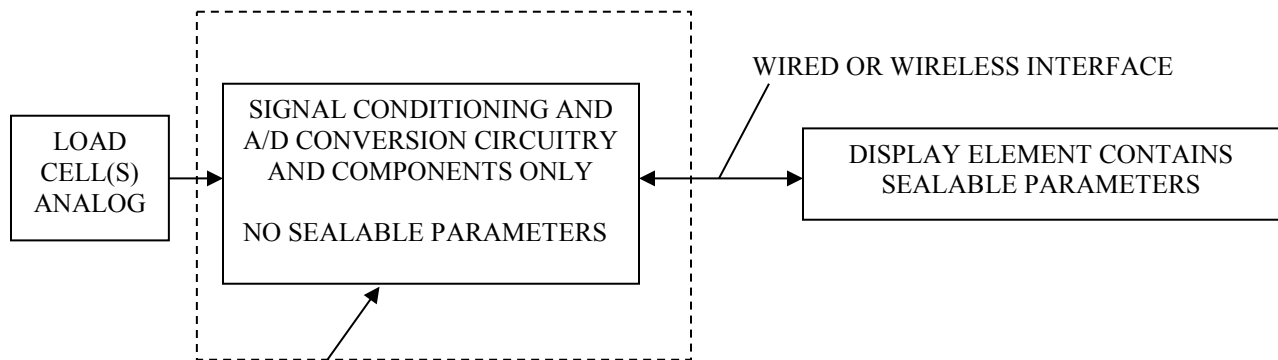 WIRED OR WIRELESS INTERFACE
LOAD
CELL(S)
ANALOG
SIGNAL CONDITIONING AND
A/D CONVERSION CIRCUITRY
AND COMPONENTS ONLY
NO SEALABLE PARAMETERS
DISPLAY ELEMENT CONTAINS
SEALABLE PARAMETERS